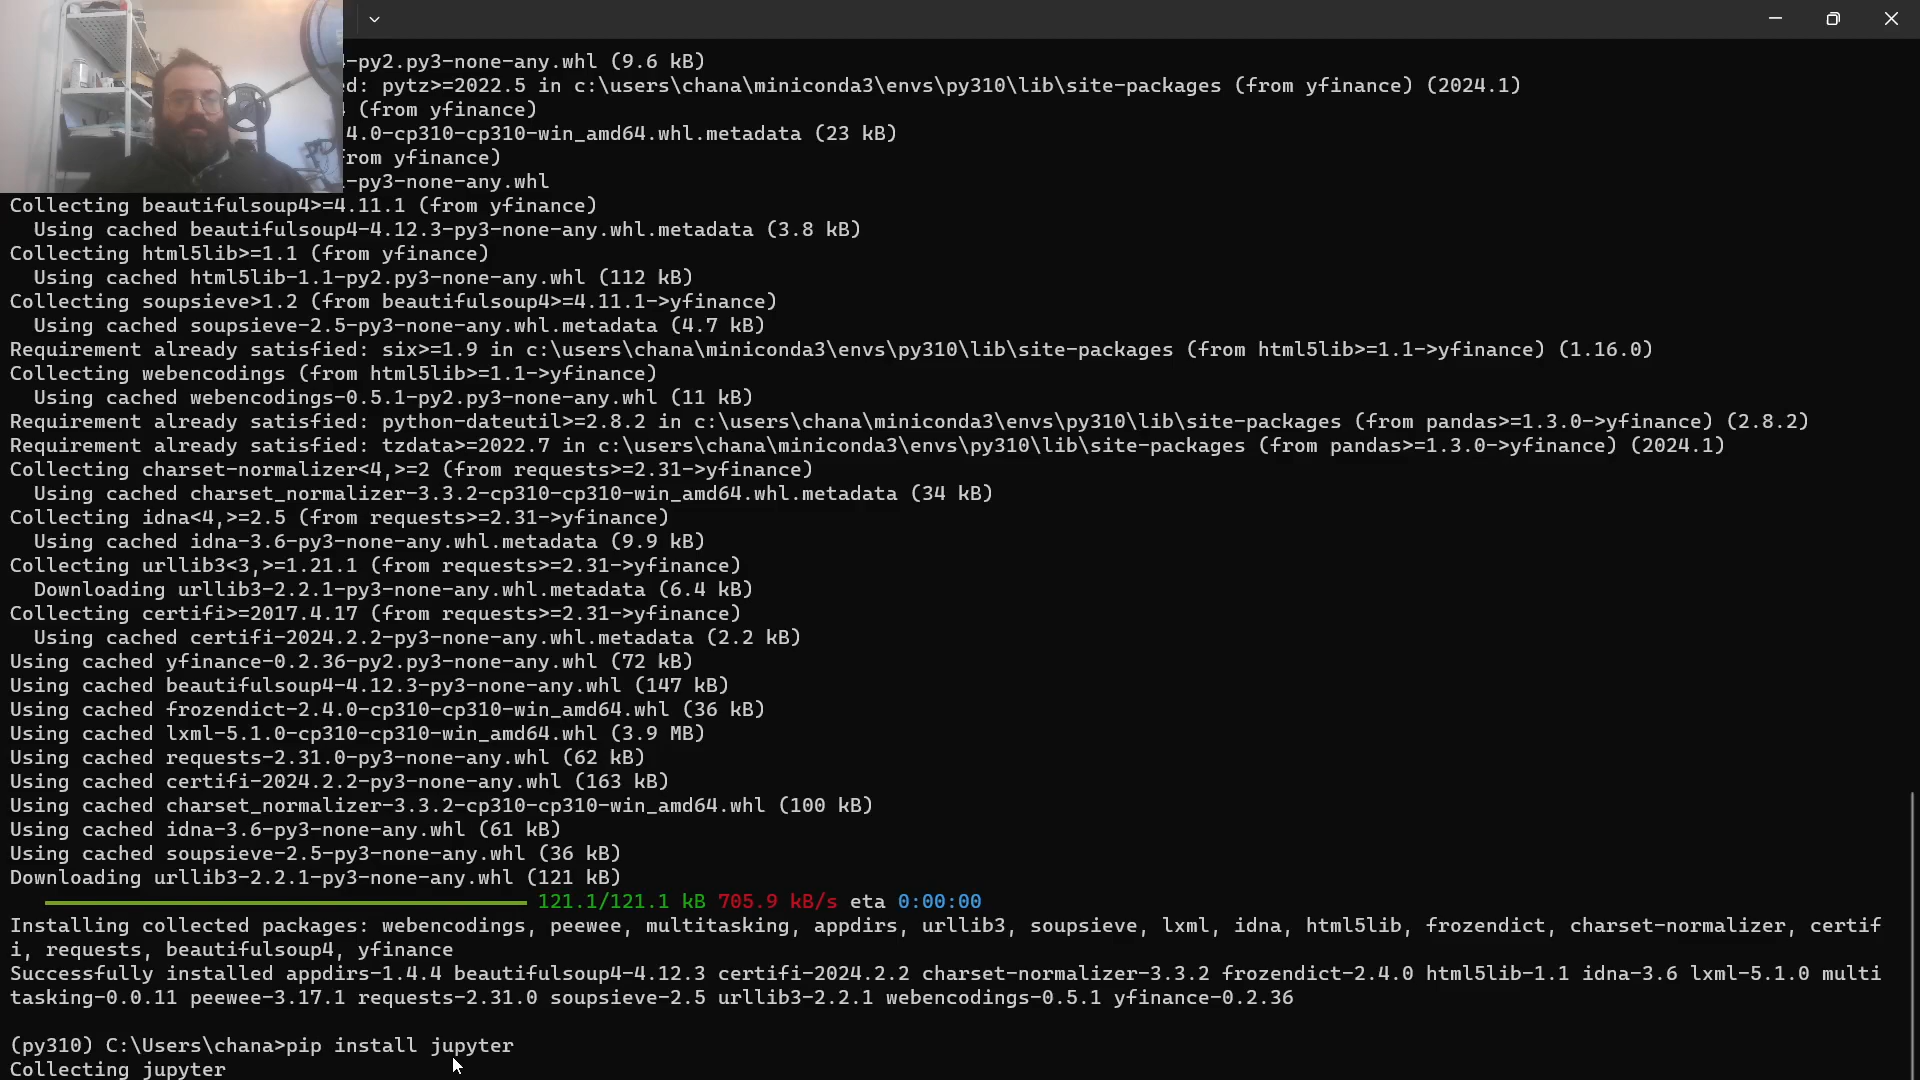 -py2.py3-none-any.whl (9.6 kB)
ed: pytz>=2022.5 in c:\users\chana\miniconda3\envs\py310\lib\site-packages (from yfinance) (2024.1)
(from yfinance)
4.0-cp310-cp310-win_amd64.whl.metadata (23 kB)
from yfinance)
-py3-none-any.whl
Collecting beautifulsoup4>=4.11.1 (from yfinance)
  Using cached beautifulsoup4-4.12.3-py3-none-any.whl.metadata (3.8 kB)
Collecting html5lib>=1.1 (from yfinance)
  Using cached html5lib-1.1-py2.py3-none-any.whl (112 kB)
Collecting soupsieve>1.2 (from beautifulsoup4>=4.11.1->yfinance)
  Using cached soupsieve-2.5-py3-none-any.whl.metadata (4.7 kB)
Requirement already satisfied: six>=1.9 in c:\users\chana\miniconda3\envs\py310\lib\site-packages (from html5lib>=1.1->yfinance) (1.16.0)
Collecting webencodings (from html5lib>=1.1->yfinance)
  Using cached webencodings-0.5.1-py2.py3-none-any.whl (11 kB)
Requirement already satisfied: python-dateutil>=2.8.2 in c:\users\chana\miniconda3\envs\py310\lib\site-packages (from pandas>=1.3.0->yfinance) (2.8.2)
Requirement already satisfied: tzdata>=2022.7 in c:\users\chana\miniconda3\envs\py310\lib\site-packages (from pandas>=1.3.0->yfinance) (2024.1)
Collecting charset-normalizer<4,>=2 (from requests>=2.31->yfinance)
  Using cached charset_normalizer-3.3.2-cp310-cp310-win_amd64.whl.metadata (34 kB)
Collecting idna<4,>=2.5 (from requests>=2.31->yfinance)
  Using cached idna-3.6-py3-none-any.whl.metadata (9.9 kB)
Collecting urllib3<3,>=1.21.1 (from requests>=2.31->yfinance)
  Downloading urllib3-2.2.1-py3-none-any.whl.metadata (6.4 kB)
Collecting certifi>=2017.4.17 (from requests>=2.31->yfinance)
  Using cached certifi-2024.2.2-py3-none-any.whl.metadata (2.2 kB)
Using cached yfinance-0.2.36-py2.py3-none-any.whl (72 kB)
Using cached beautifulsoup4-4.12.3-py3-none-any.whl (147 kB)
Using cached frozendict-2.4.0-cp310-cp310-win_amd64.whl (36 kB)
Using cached lxml-5.1.0-cp310-cp310-win_amd64.whl (3.9 MB)
Using cached requests-2.31.0-py3-none-any.whl (62 kB)
Using cached certifi-2024.2.2-py3-none-any.whl (163 kB)
Using cached charset_normalizer-3.3.2-cp310-cp310-win_amd64.whl (100 kB)
Using cached idna-3.6-py3-none-any.whl (61 kB)
Using cached soupsieve-2.5-py3-none-any.whl (36 kB)
Downloading urllib3-2.2.1-py3-none-any.whl (121 kB)
121.1/121.1 kB 705.9 kB/s eta 0:00:00
Installing collected packages: webencodings, peewee, multitasking, appdirs, urllib3, soupsieve, lxml, idna, html5lib, frozendict, charset-normalizer, certif
i, requests, beautifulsoup4, yfinance
Successfully installed appdirs-1.4.4 beautifulsoup4-4.12.3 certifi-2024.2.2 charset-normalizer-3.3.2 frozendict-2.4.0 html5lib-1.1 idna-3.6 lxml-5.1.0 multi
tasking-0.0.11 peewee-3.17.1 requests-2.31.0 soupsieve-2.5 urllib3-2.2.1 webencodings-0.5.1 yfinance-0.2.36
(py310) C:\Users\chana>pip install jupyter
Collecting jupyter